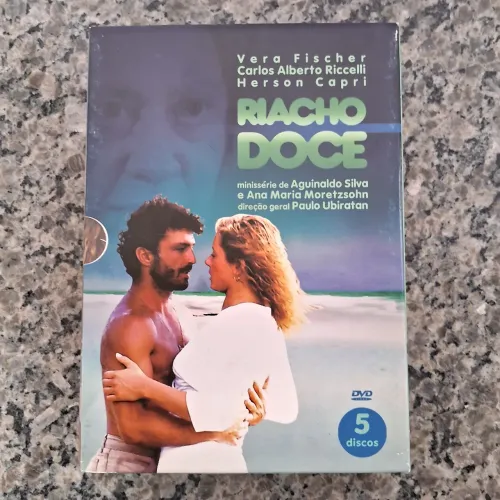 Vera Fischer
Carlos Alberto Riccelli
Herson Capri
RIACHO
DOCE
minissérie de Aguinaldo Silva
e Ana Maria Moretzsohn
direção geral Paulo Ubiratan
DVD
5
discos